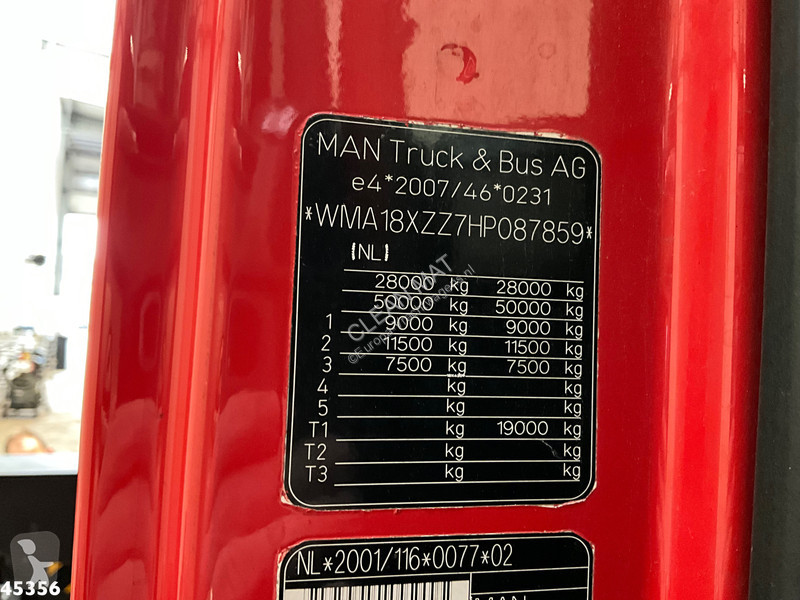 MAN Truck & Bus AG
e4*2007/46*0231
*WMA18XZZ7HP087859*
(NL)
28000 kg 28000 kg
50000 kg 50000 kg
1 9000 kg 9000 kg
2 11500 kg 11500 kg
3 7500 kg 7500 kg
4 kg kg
5 kg kg
T1 kg 19000 kg
T2 kg kg
T3 kg kg
CLEANMAT
NL*2001/116*0077*02
45356